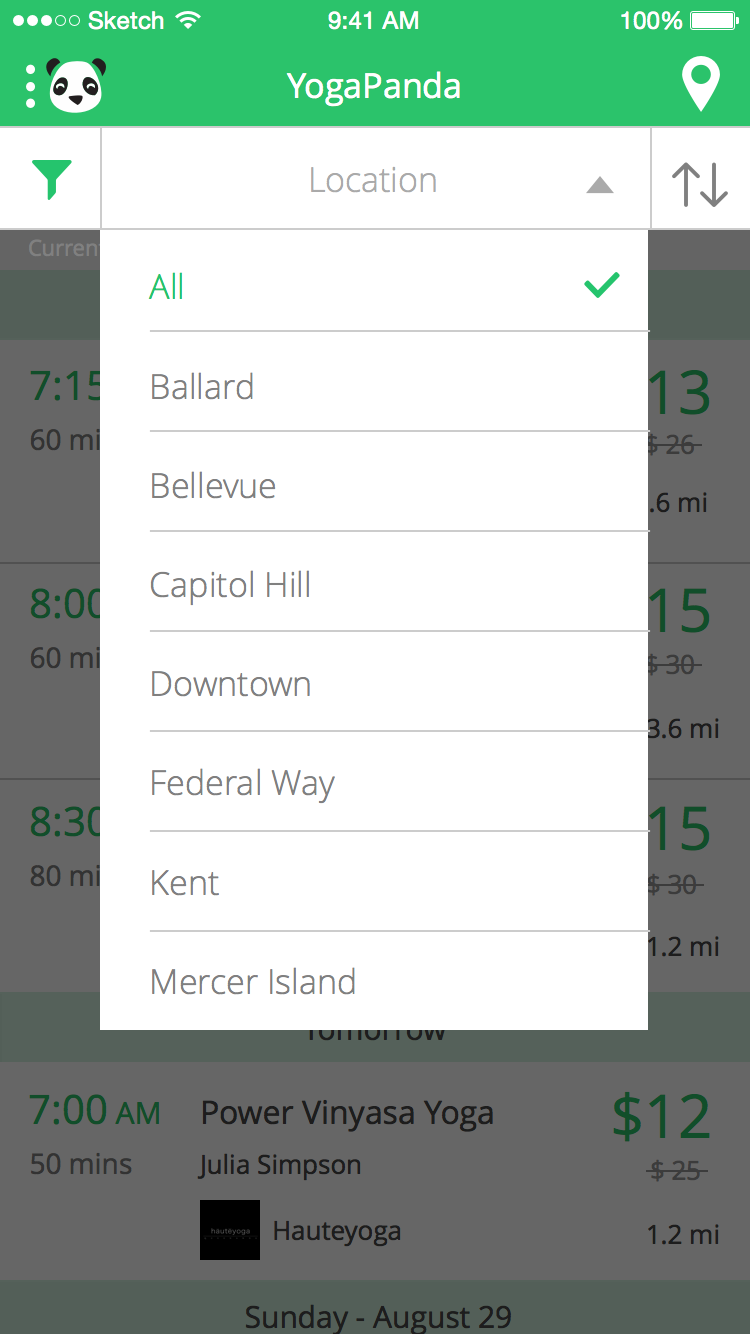 Sketch 9:41 AM 100%
YogaPanda
Location
Current
All
Ballard
Bellevue
Capitol Hill
Downtown
Federal Way
Kent
Mercer Island
7:15 13
60 mi $ 26
.6 mi
8:00 15
60 mi $ 30
3.6 mi
8:30 15
80 mi $ 30
1.2 mi
Tomorrow
7:00 AM Power Vinyasa Yoga $12
50 mins Julia Simpson $ 25
hauteyoga Hauteyoga 1.2 mi
Sunday - August 29